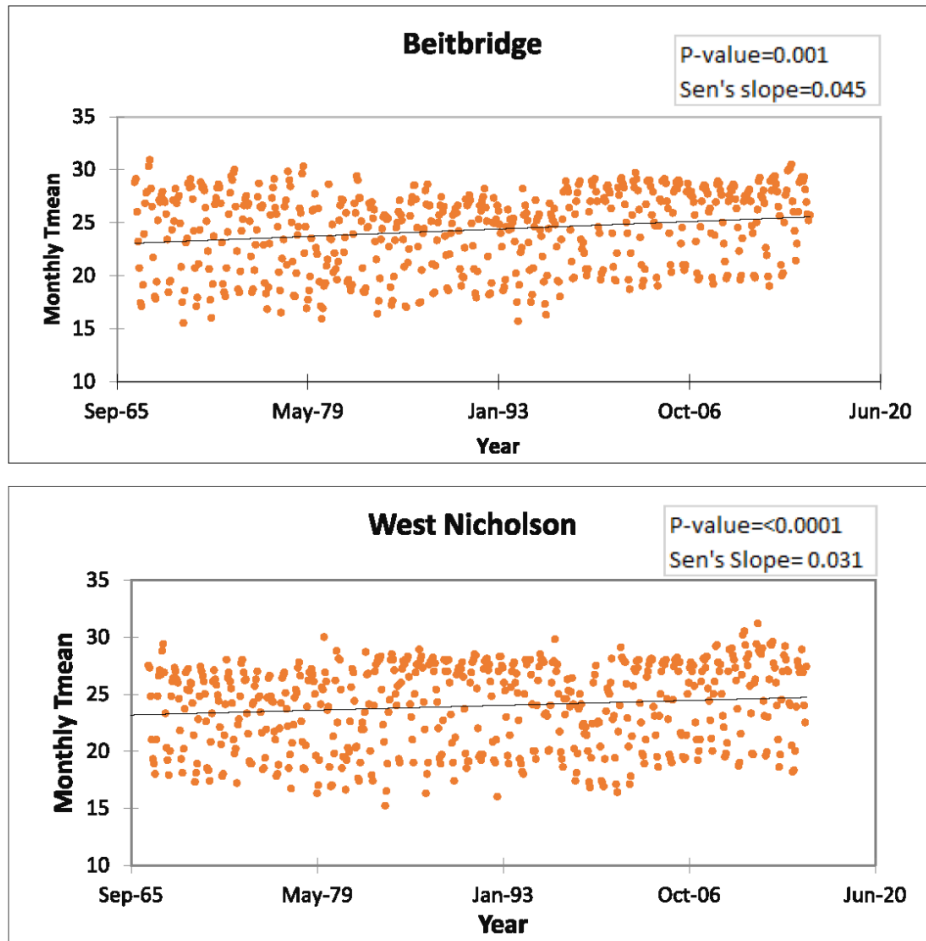 Beitbridge
P-value=0.001
Sen's slope=0.045
35
30
25
20
15
10
Monthly Tmean
Sep-65 May-79 Jan-93 Oct-06 Jun-20
Year
West Nicholson
P-value=<0.0001
Sen's Slope= 0.031
35
30
25
20
15
10
Monthly Tmean
Sep-65 May-79 Jan-93 Oct-06 Jun-20
Year